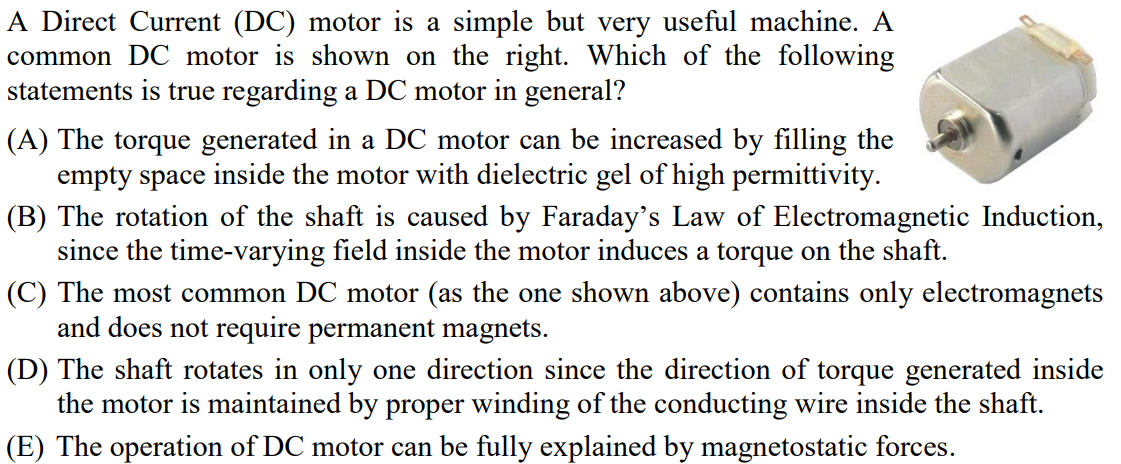 A Direct Current (DC) motor is a simple but very useful machine. A
common DC motor is shown on the right. Which of the following
statements is true regarding a DC motor in general?
(A) The torque generated in a DC motor can be increased by filling the
empty space inside the motor with dielectric gel of high permittivity.
(B) The rotation of the shaft is caused by Faraday's Law of Electromagnetic Induction,
since the time-varying field inside the motor induces a torque on the shaft.
(C) The most common DC motor (as the one shown above) contains only electromagnets
and does not require permanent magnets.
(D) The shaft rotates in only one direction since the direction of torque generated inside
the motor is maintained by proper winding of the conducting wire inside the shaft.
(E) The operation of DC motor can be fully explained by magnetostatic forces.